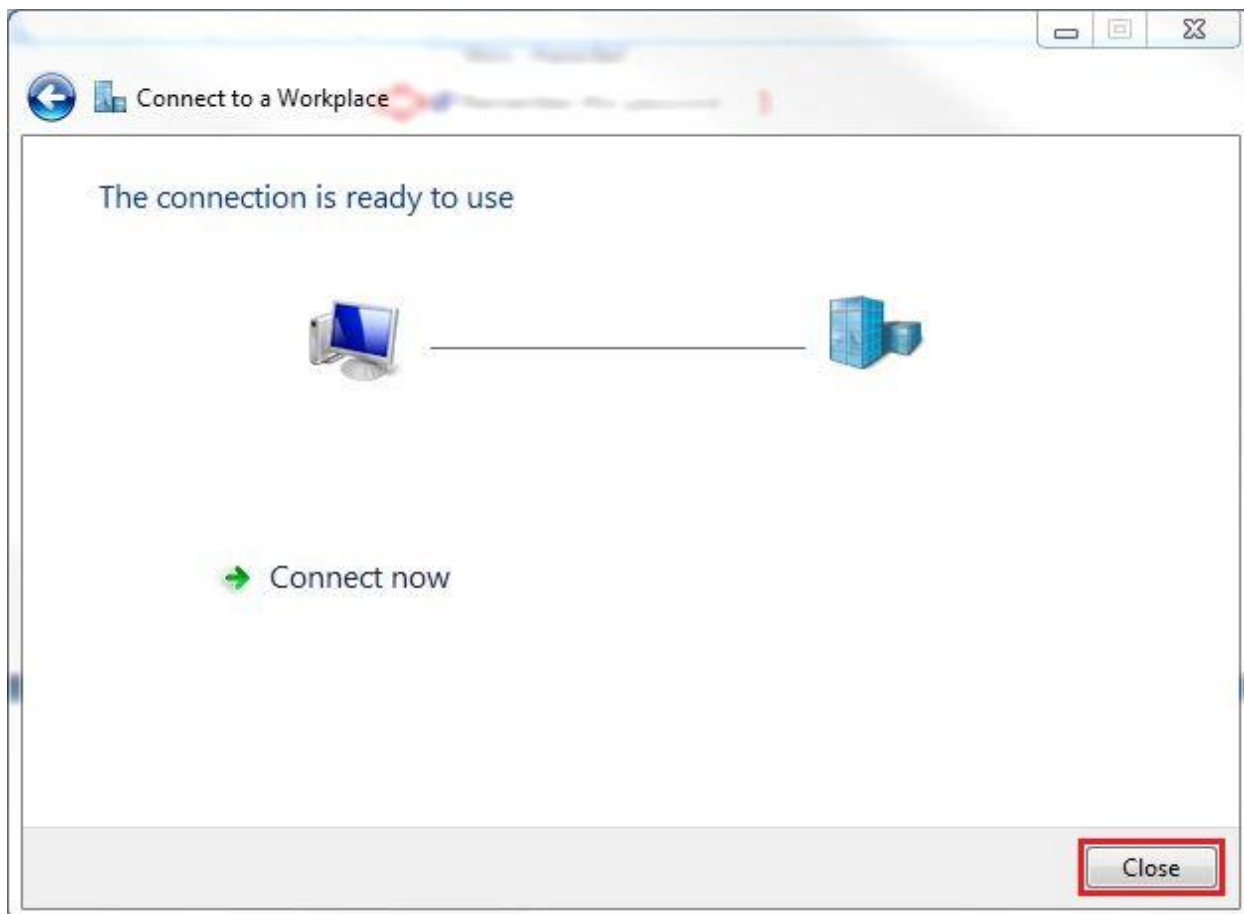 Connect to a Workplace
The connection is ready to use
Connect now
Close